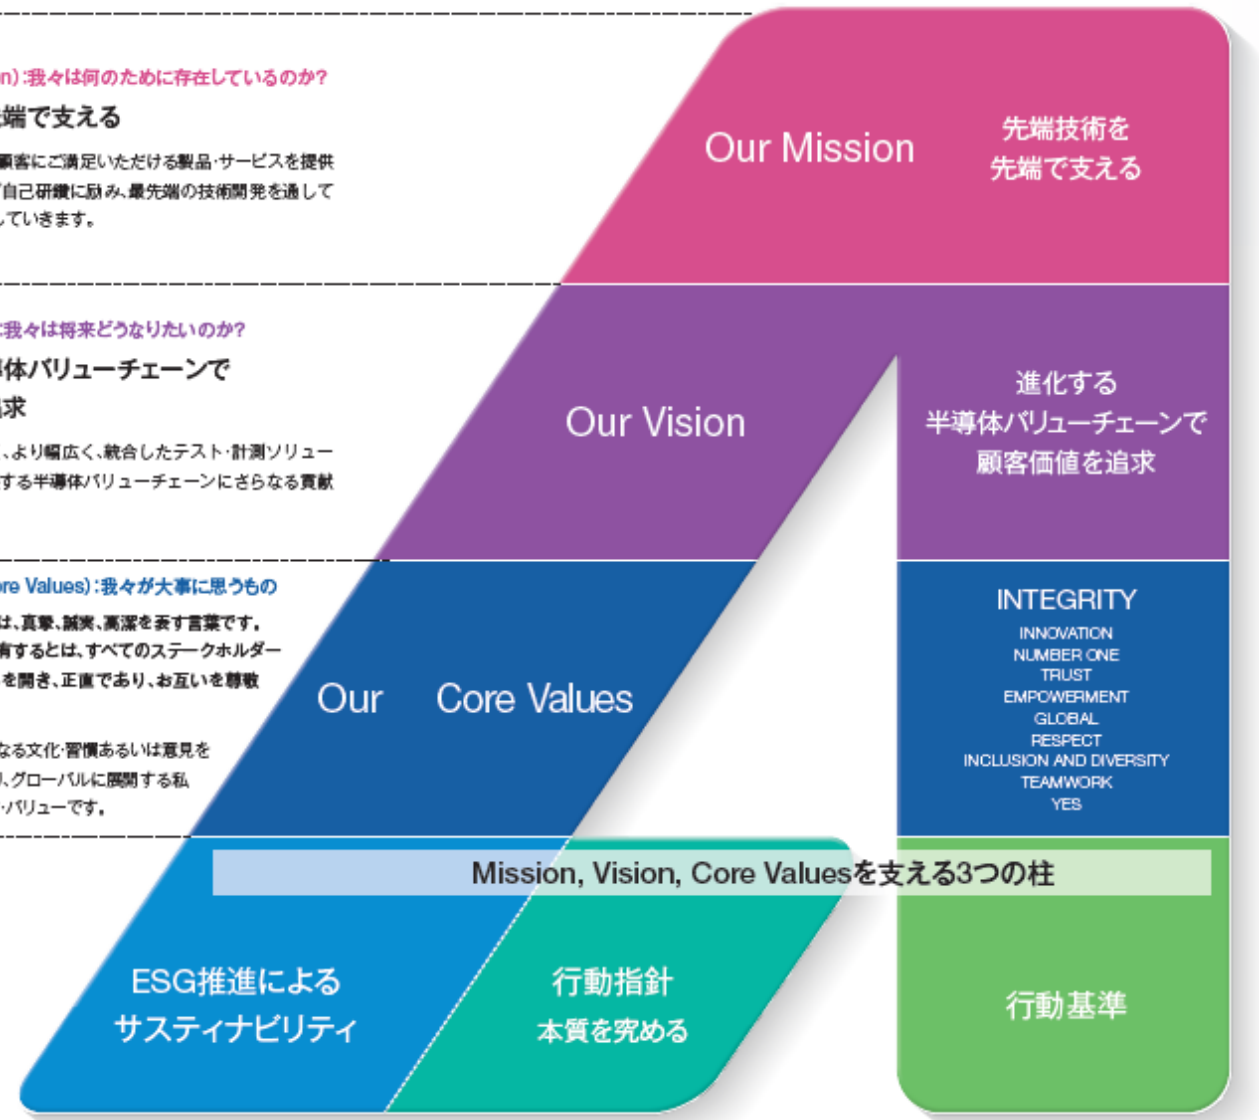 n):我々は何のために存在しているのか?
端で支える
顧客にご満足いただける製品・サービスを提供
自己研鑽に励み、最先端の技術開発を通して
していきます。
Our Mission
先端技術を
先端で支える
我々は将来どうなりたいのか?
体バリューチェーンで
求
、より幅広く、統合したテスト・計測ソリュー
する半導体バリューチェーンにさらなる貢献
Our Vision
進化する
半導体バリューチェーンで
顧客価値を追求
ore Values):我々が大事に思うもの
は、真摯、誠実、高潔を表す言葉です。
有するとは、すべてのステークホルダー
を開き、正直であり、お互いを尊敬
なる文化・習慣あるいは意見を
、グローバルに展開する私
・バリューです。
Our Core Values
INTEGRITY
INNOVATION
NUMBER ONE
TRUST
EMPOWERMENT
GLOBAL
RESPECT
INCLUSION AND DIVERSITY
TEAMWORK
YES
Mission, Vision, Core Valuesを支える3つの柱
ESG推進による
サスティナビリティ
行動指針
本質を究める
行動基準